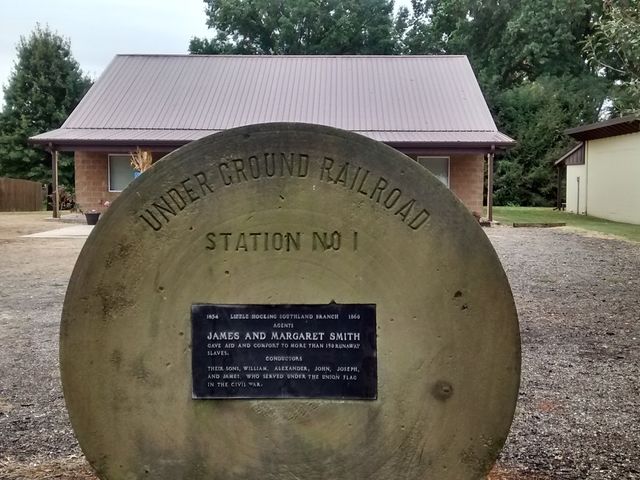 UNDER GROUND RAILROAD
STATION NO 1
1854 LITTLE HOCKING SOUTHLAND BRANCH 1860
AGENTS
JAMES AND MARGARET SMITH
GAVE AID AND COMFORT TO MORE THAN 150 RUNAWAY
SLAVES.
CONDUCTORS
THEIR SONS, WILLIAM, ALEXANDER, JOHN, JOSEPH,
AND JAMES, WHO SERVED UNDER THE UNION FLAG
IN THE CIVIL WAR.